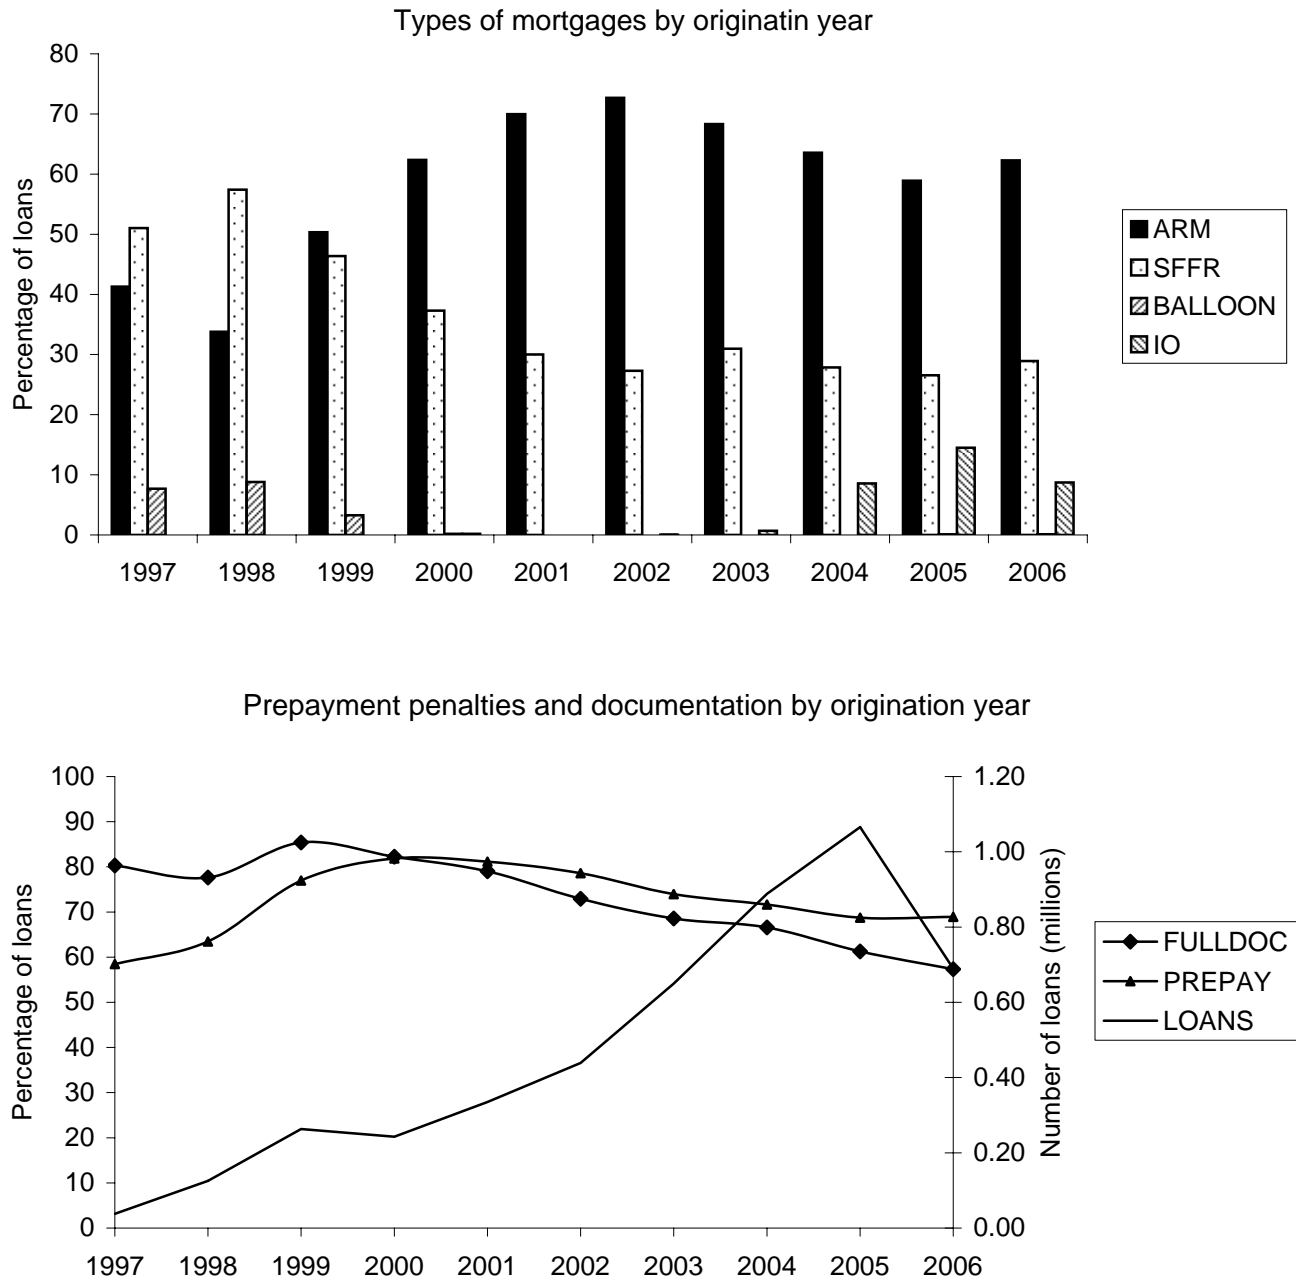 Types of mortgages by originatin year
80
70
60
50
40
30
20
10
0
Percentage of loans
1997 1998 1999 2000 2001 2002 2003 2004 2005 2006
ARM
SFFR
BALLOON
IO
Prepayment penalties and documentation by origination year
100
90
80
70
60
50
40
30
20
10
0
Percentage of loans
1.20
1.00
0.80
0.60
0.40
0.20
0.00
Number of loans (millions)
1997 1998 1999 2000 2001 2002 2003 2004 2005 2006
FULLDOC
PREPAY
LOANS